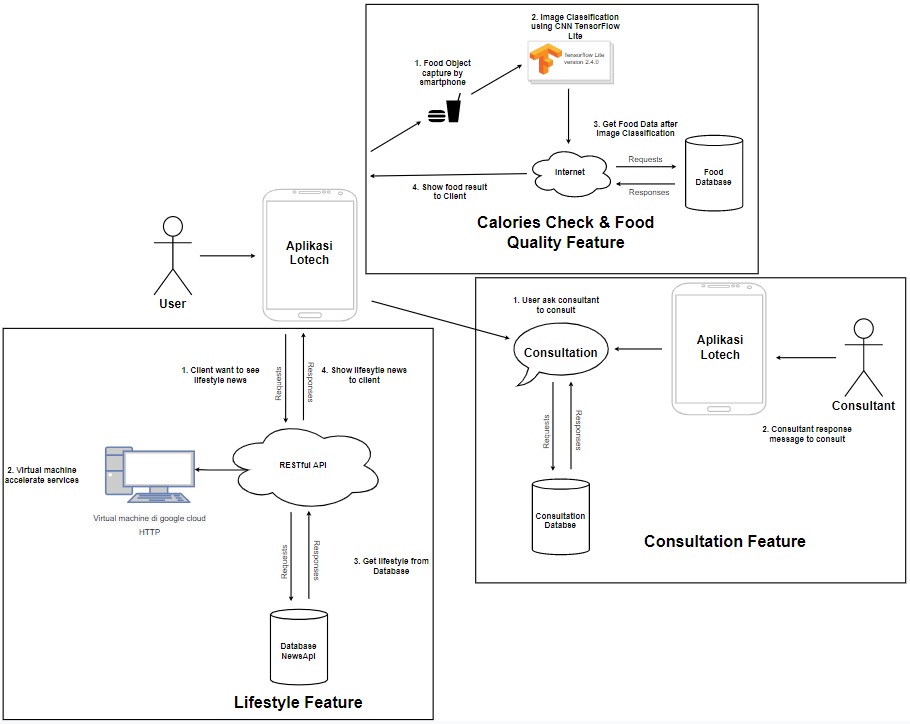 2. Image Classification
using CNN TensorFlow
Lite
Tensorflow Lite
version 2.4.0
1. Food Object
capture by
smartphone
3. Get Food Data after
Image Classification
Internet
Requests
Responses
Food
Database
4. Show food result
to Client
Calories Check & Food
Quality Feature
User
Aplikasi
Lotech
1. User ask consultant
to consult
Consultation
Aplikasi
Lotech
Consultant
2. Consultant response
message to consult
Requests
Responses
Consultation
Databse
Consultation Feature
1. Client want to see
lifestyle news
Requests
Responses
4. Show lifesytle news
to client
RESTful API
2. Virtual machine
accelerate services
Virtual machine di google cloud
HTTP
Requests
Responses
3. Get lifestyle from
Database
Database
NewsApi
Lifestyle Feature